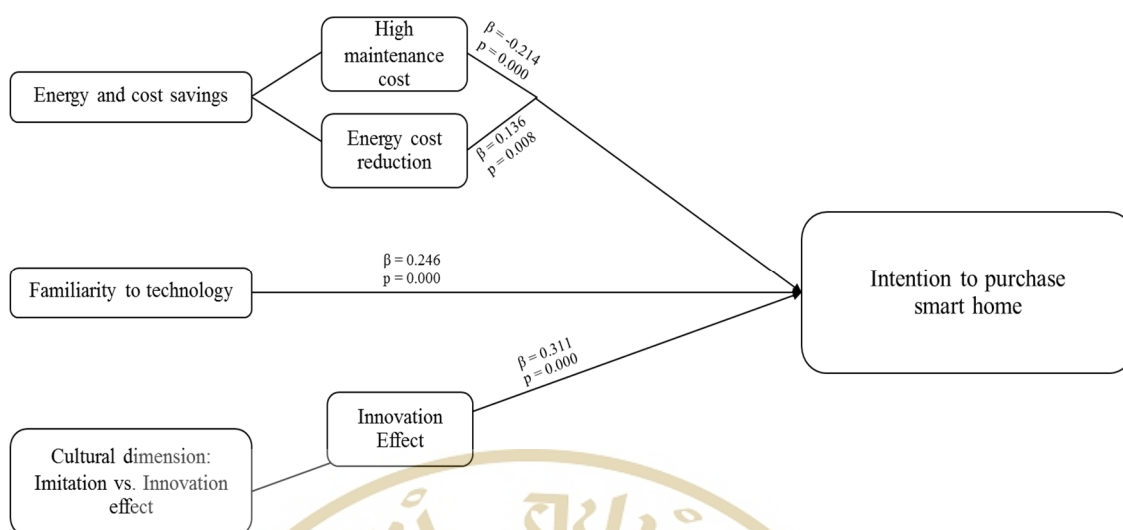 High
maintenance
cost
β = -0.214
p = 0.000
Energy and cost savings
Energy cost
reduction
β = 0.136
p = 0.008
Familiarity to technology
β = 0.246
p = 0.000
Intention to purchase
smart home
β = 0.311
p = 0.000
Innovation
Effect
Cultural dimension:
Imitation vs. Innovation
effect